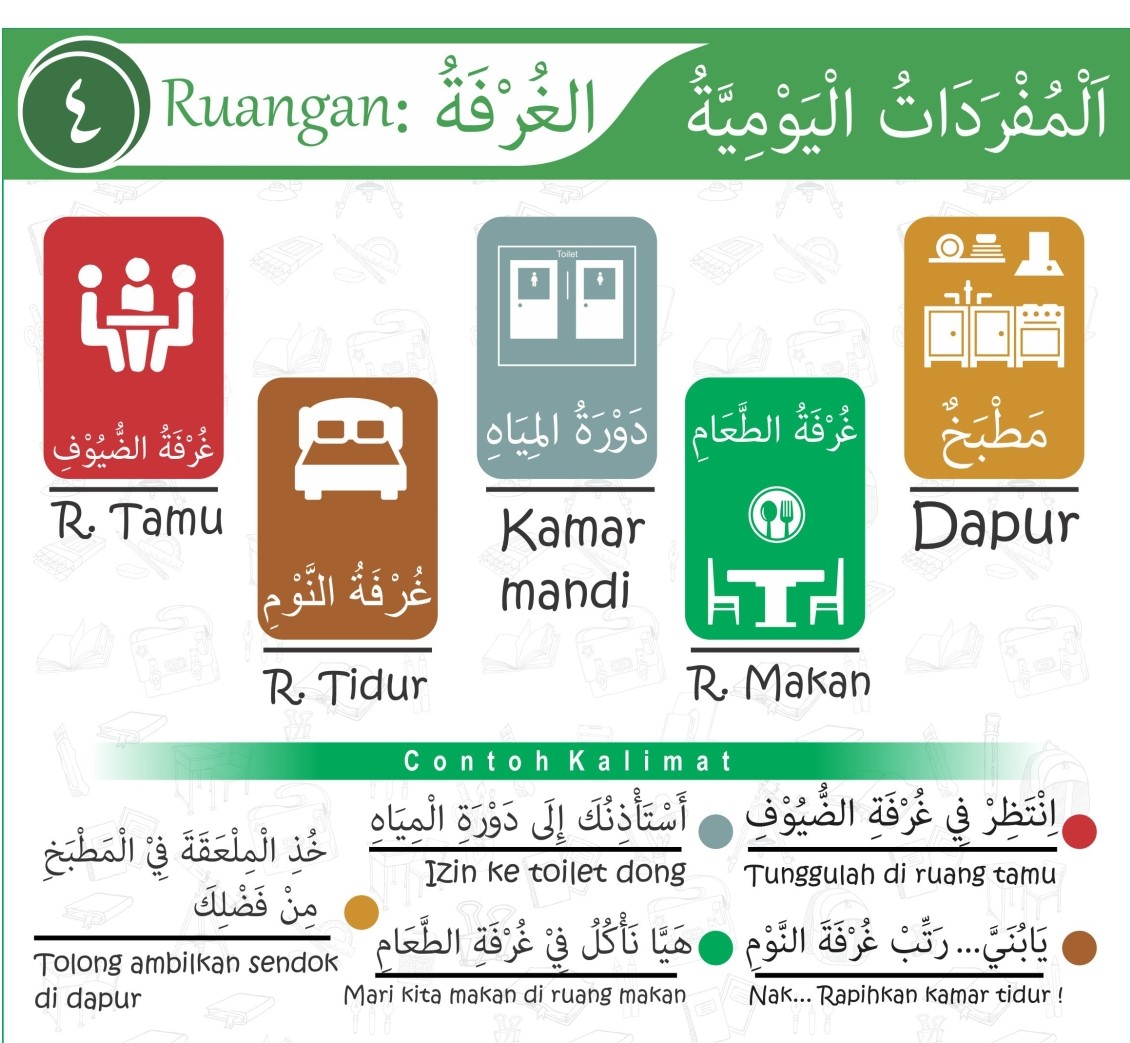 اَلْمُفْرَدَاتُ الْيَوْمِيَّةُ
٤
Ruangan: الغُرْفَةُ
غُرْفَةُ الضُّيُوْفِ
R. Tamu
غُرْفَةُ النَّوْمِ
R. Tidur
Toilet
دَوْرَةُ المِيَاهِ
Kamar
mandi
غُرْفَةُ الطَّعَامِ
R. Makan
مَطْبَخٌ
Dapur
Contoh Kalimat
اِنْتَظِرْ فِي غُرْفَةِ الضُّيُوْفِ
Tunggulah di ruang tamu
يَابُنَيَّ... رَتِّبْ غُرْفَةَ النَّوْمِ
Nak... Rapihkan kamar tidur !
أَسْتَأْذِنُكَ إِلَى دَوْرَةِ الْمِيَاهِ
Izin ke toilet dong
هَيَّا نَأْكُلُ فِيْ غُرْفَةِ الطَّعَامِ
Mari kita makan di ruang makan
خُذِ الْمِلْعَقَةَ فِيْ الْمَطْبَخِ
مِنْ فَضْلِكَ
Tolong ambilkan sendok
di dapur